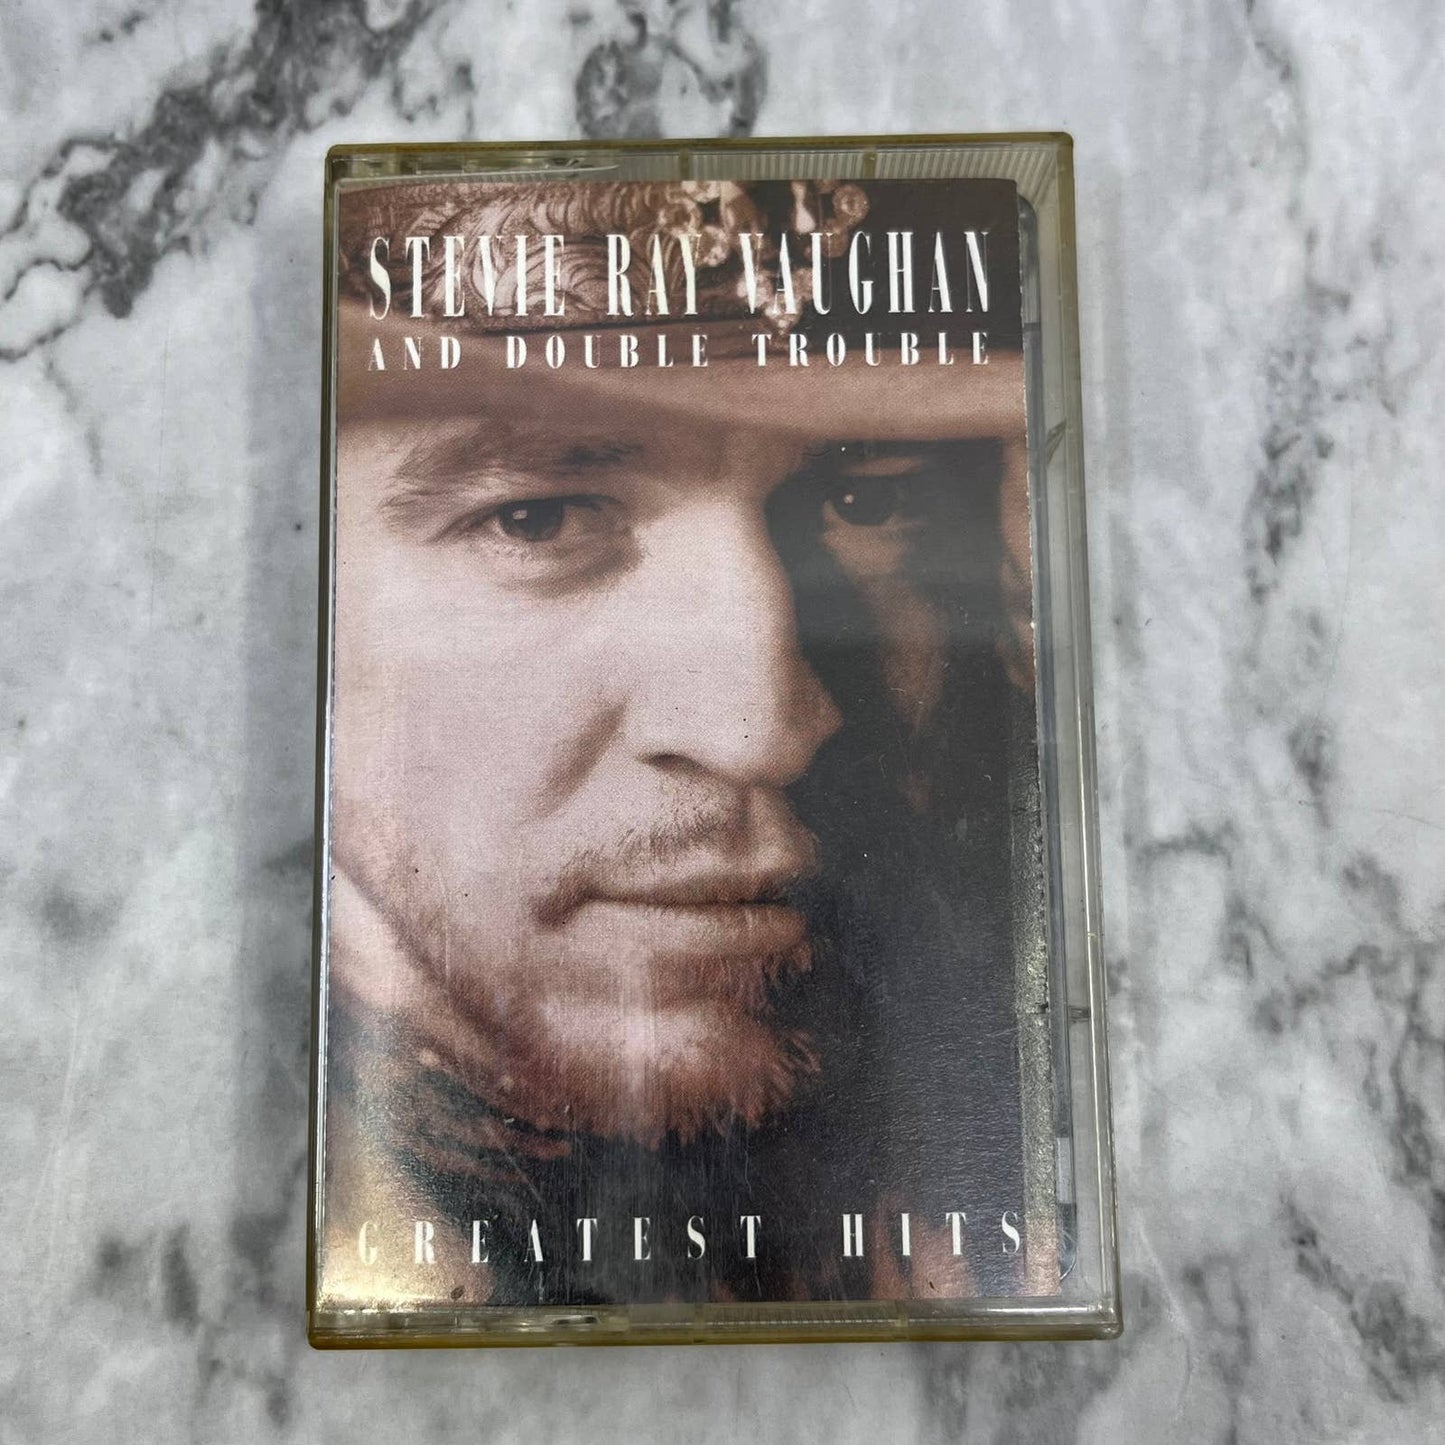 STEVIE RAY VAUGHAN
AND DOUBLE TROUBLE
GREATEST HITS